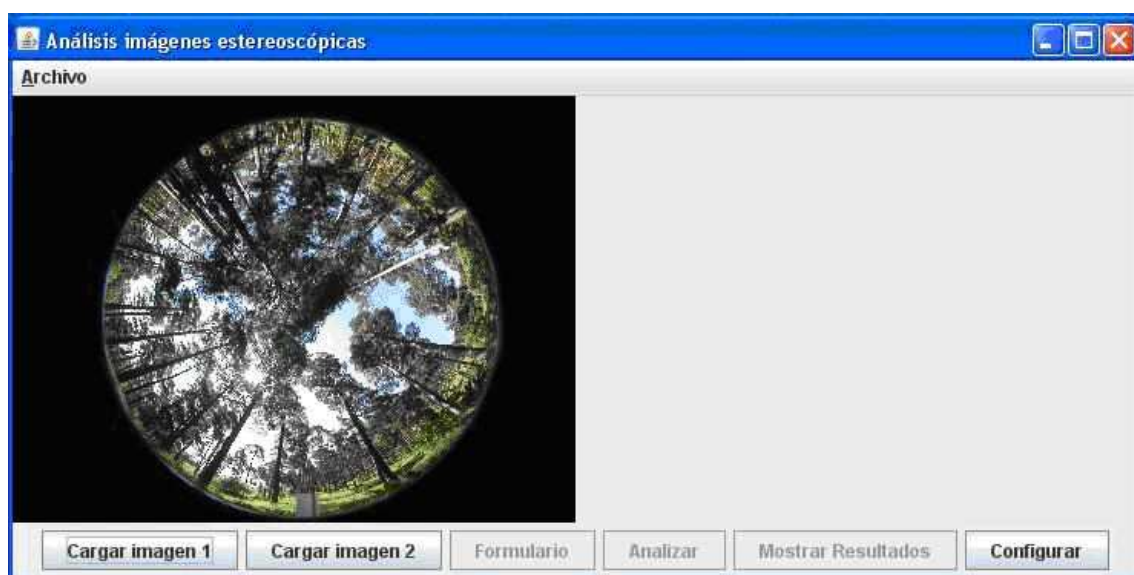 Análisis imágenes estereoscópicas
Archivo
Cargar imagen 1 Cargar imagen 2 Formulario Analizar Mostrar Resultados Configurar